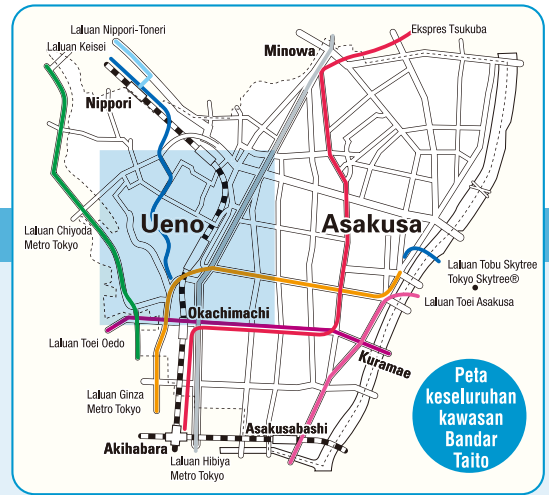 Laluan Nippori-Toneri
Laluan Keisei
Ekspres Tsukuba
Minowa
Nippori
Ueno
Asakusa
Laluan Chiyoda
Metro Tokyo
Laluan Tobu Skytree
Tokyo Skytree®
Laluan Toei Asakusa
Okachimachi
Laluan Toei Oedo
Kuramae
Laluan Ginza
Metro Tokyo
Asakusabashi
Akihabara
Laluan Hibiya
Metro Tokyo
Peta
keseluruhan
kawasan
Bandar
Taito